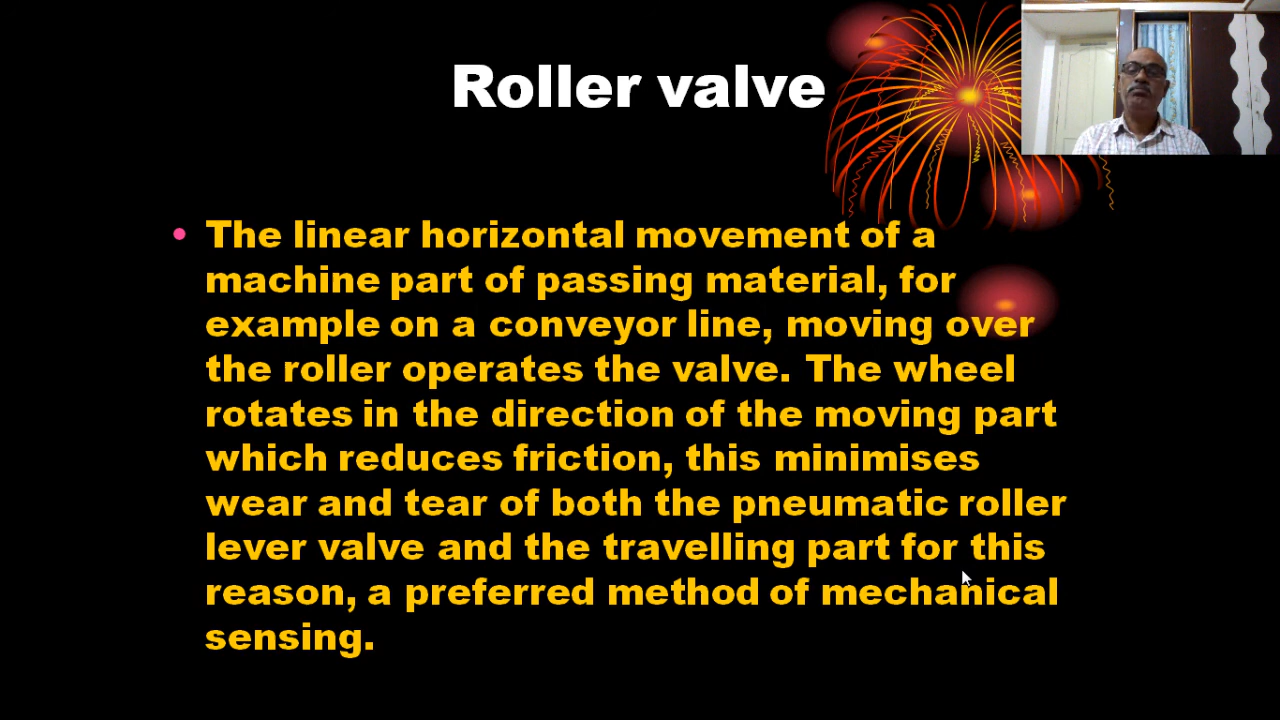 Roller valve
• The linear horizontal movement of a
machine part of passing material, for
example on a conveyor line, moving over
the roller operates the valve. The wheel
rotates in the direction of the moving part
which reduces friction, this minimises
wear and tear of both the pneumatic roller
lever valve and the travelling part for this
reason, a preferred method of mechanical
sensing.